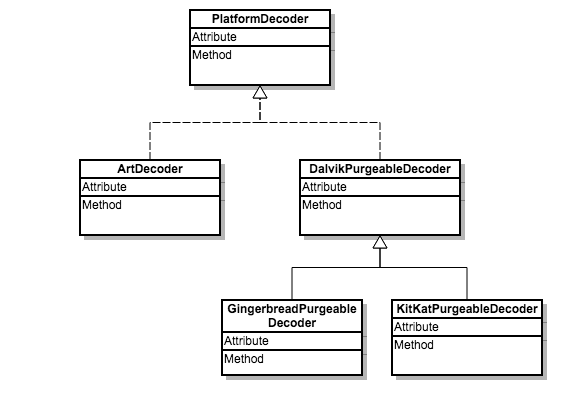 PlatformDecoder
Attribute
Method
ArtDecoder
Attribute
Method
DalvikPurgeableDecoder
Attribute
Method
GingerbreadPurgeable
Decoder
Attribute
Method
KitKatPurgeableDecoder
Attribute
Method